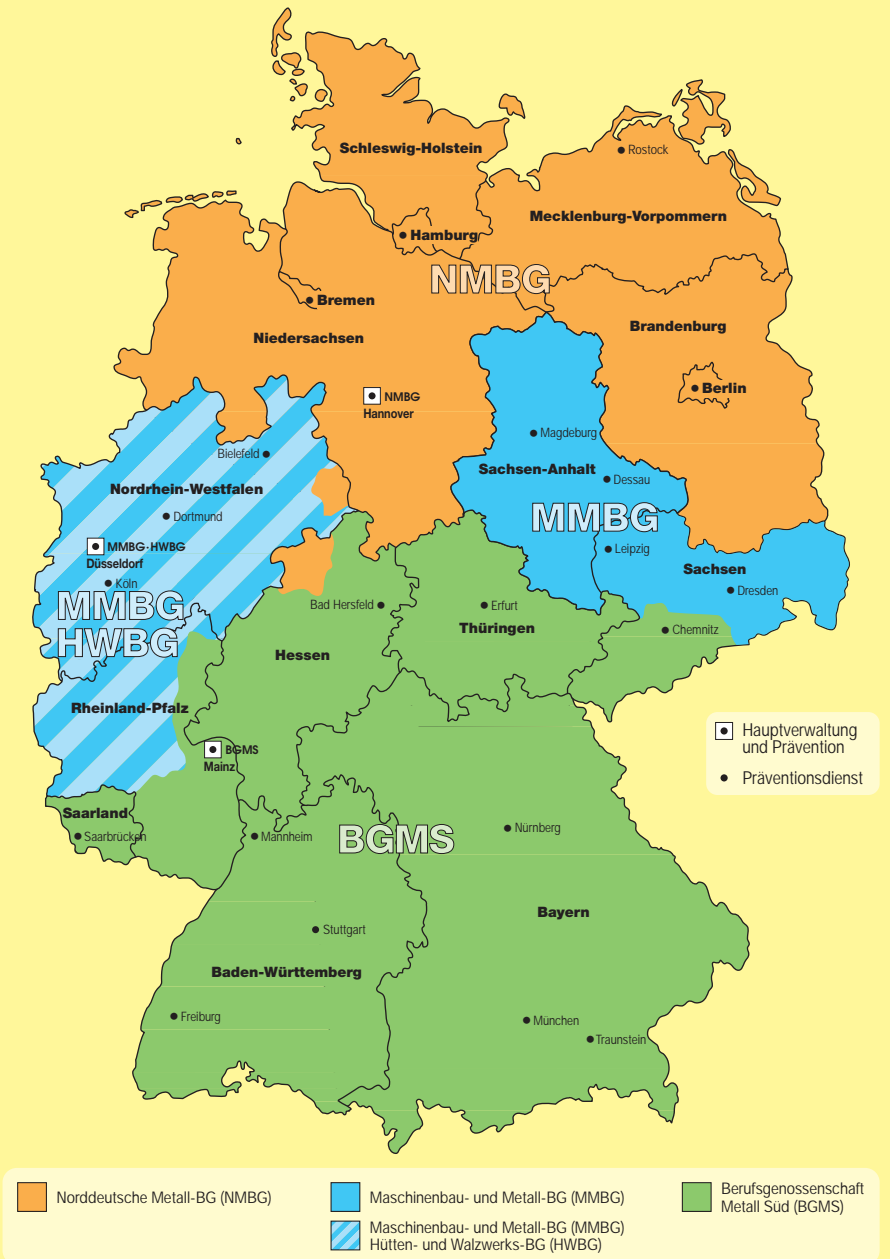 Schleswig-Holstein
Rostock
Mecklenburg-Vorpommern
Hamburg
NMBG
Bremen
Brandenburg
Niedersachsen
Berlin
NMBG
Hannover
Magdeburg
Bielefeld
Sachsen-Anhalt
Dessau
Nordrhein-Westfalen
Dortmund
MMBG
MMBG·HWBG
Düsseldorf
Leipzig
Sachsen
Köln
Dresden
MMBG
HWBG
Bad Hersfeld
Erfurt
Thüringen
Chemnitz
Hessen
Rheinland-Pfalz
BGMS
Mainz
Hauptverwaltung
und Prävention
Präventionsdienst
Saarland
Saarbrücken
Mannheim
BGMS
Nürnberg
Bayern
Stuttgart
Baden-Württemberg
Freiburg
München
Traunstein
Norddeutsche Metall-BG (NMBG)
Maschinenbau- und Metall-BG (MMBG)
Maschinenbau- und Metall-BG (MMBG)
Hütten- und Walzwerks-BG (HWBG)
Berufsgenossenschaft
Metall Süd (BGMS)